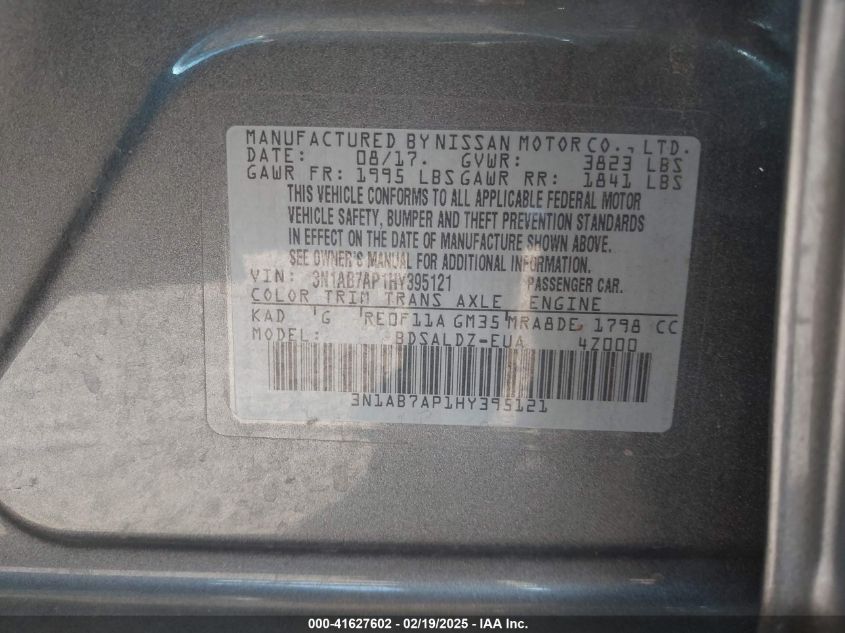 MANUFACTURED BY NISSAN MOTOR CO., LTD.
DATE: 08/17. GVWR: 3823 LBS
GAWR FR: 1995 LBS GAWR RR: 1841 LBS
THIS VEHICLE CONFORMS TO ALL APPLICABLE FEDERAL MOTOR
VEHICLE SAFETY, BUMPER AND THEFT PREVENTION STANDARDS
IN EFFECT ON THE DATE OF MANUFACTURE SHOWN ABOVE.
SEE OWNER'S MANUAL FOR ADDITIONAL INFORMATION.
VIN: 3N1AB7AP1HY395121 PASSENGER CAR.
COLOR TRIM TRANS AXLE ENGINE
KAD G RE0F11A GM35 MRA8DE 1798 CC
MODEL: BDSALDZ-EUA 4Z000
3N1AB7AP1HY395121
000-41627602 - 02/19/2025 - IAA Inc.